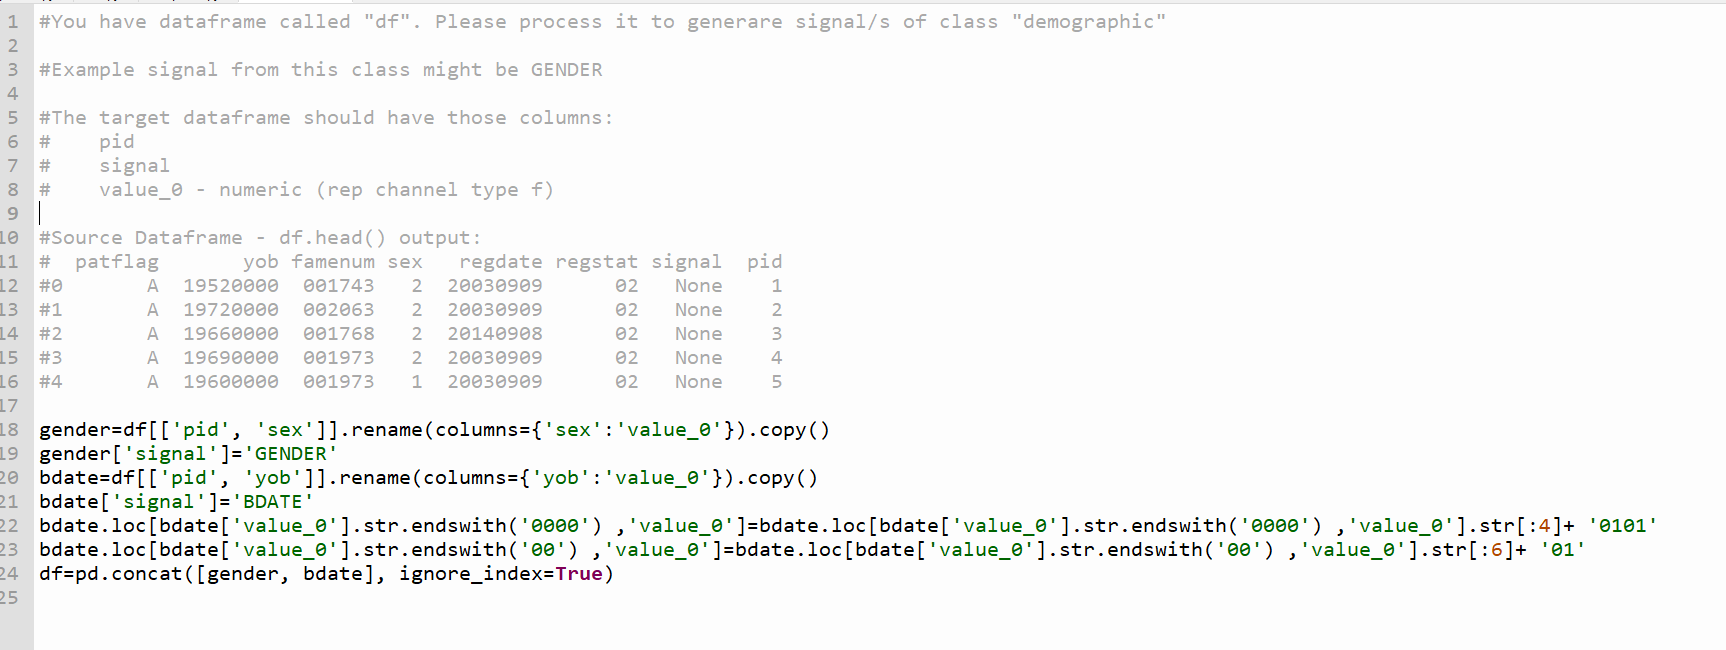 1 #You have dataframe called "df". Please process it to generare signal/s of class "demographic"
2
3 #Example signal from this class might be GENDER
4
5 #The target dataframe should have those columns:
6 #    pid
7 #    signal
8 #    value_0 - numeric (rep channel type f)
9
10 #Source Dataframe - df.head() output:
11 #  patflag       yob famenum sex   regdate regstat signal  pid
12 #0       A  19520000  001743   2  20030909      02   None    1
13 #1       A  19720000  002063   2  20030909      02   None    2
14 #2       A  19660000  001768   2  20140908      02   None    3
15 #3       A  19690000  001973   2  20030909      02   None    4
16 #4       A  19600000  001973   1  20030909      02   None    5
17
18 gender=df[['pid', 'sex']].rename(columns={'sex':'value_0'}).copy()
19 gender['signal']='GENDER'
20 bdate=df[['pid', 'yob']].rename(columns={'yob':'value_0'}).copy()
21 bdate['signal']='BDATE'
22 bdate.loc[bdate['value_0'].str.endswith('0000') ,'value_0']=bdate.loc[bdate['value_0'].str.endswith('0000') ,'value_0'].str[:4]+ '0101'
23 bdate.loc[bdate['value_0'].str.endswith('00') ,'value_0']=bdate.loc[bdate['value_0'].str.endswith('00') ,'value_0'].str[:6]+ '01'
24 df=pd.concat([gender, bdate], ignore_index=True)
25